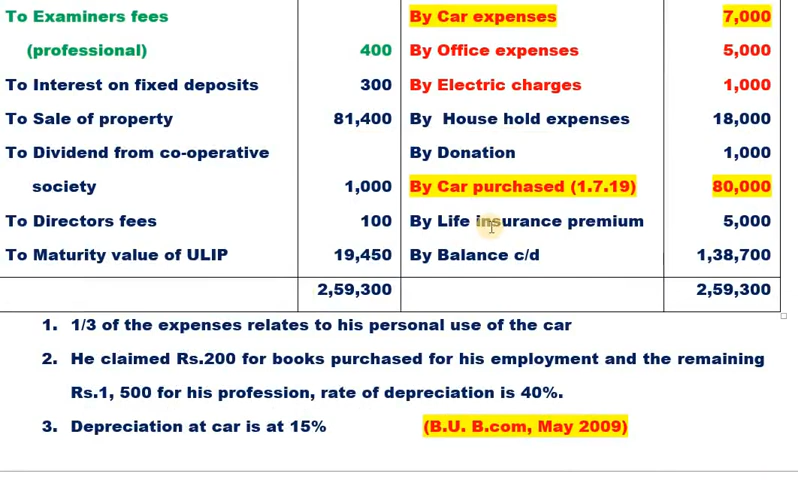 To Examiners fees By Car expenses 7,000
(professional) 400 By Office expenses 5,000
To Interest on fixed deposits 300 By Electric charges 1,000
To Sale of property 81,400 By House hold expenses 18,000
To Dividend from co-operative By Donation 1,000
society 1,000 By Car purchased (1.7.19) 80,000
To Directors fees 100 By Life insurance premium 5,000
To Maturity value of ULIP 19,450 By Balance c/d 1,38,700
2,59,300 2,59,300
1. 1/3 of the expenses relates to his personal use of the car
2. He claimed Rs.200 for books purchased for his employment and the remaining
Rs.1, 500 for his profession, rate of depreciation is 40%.
3. Depreciation at car is at 15% (B.U. B.com, May 2009)